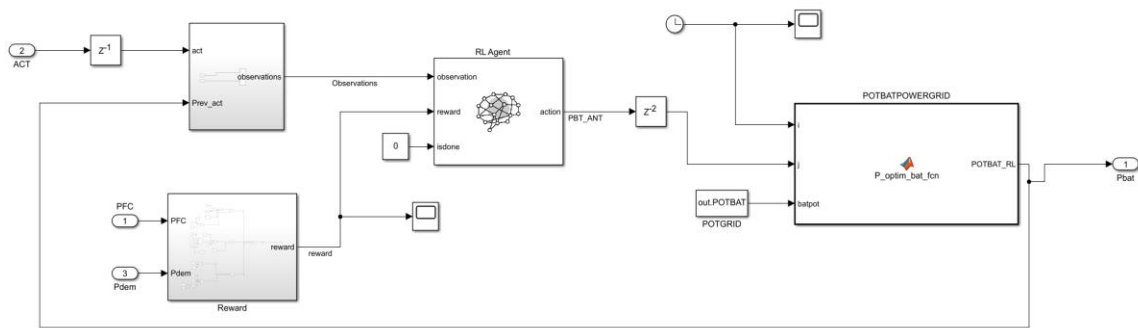 2
ACT
z-1
act
Prev_act
observations
Observations
RL Agent
observation
reward
isdone
action
0
PBT_ANT
z-2
POTBATPOWERGRID
i
j
batpot
P_optim_bat_fcn
POTBAT_RL
out.POTBAT
POTGRID
1
Pbat
PFC
1
PFC
3
Pdem
Pdem
reward
reward
Reward